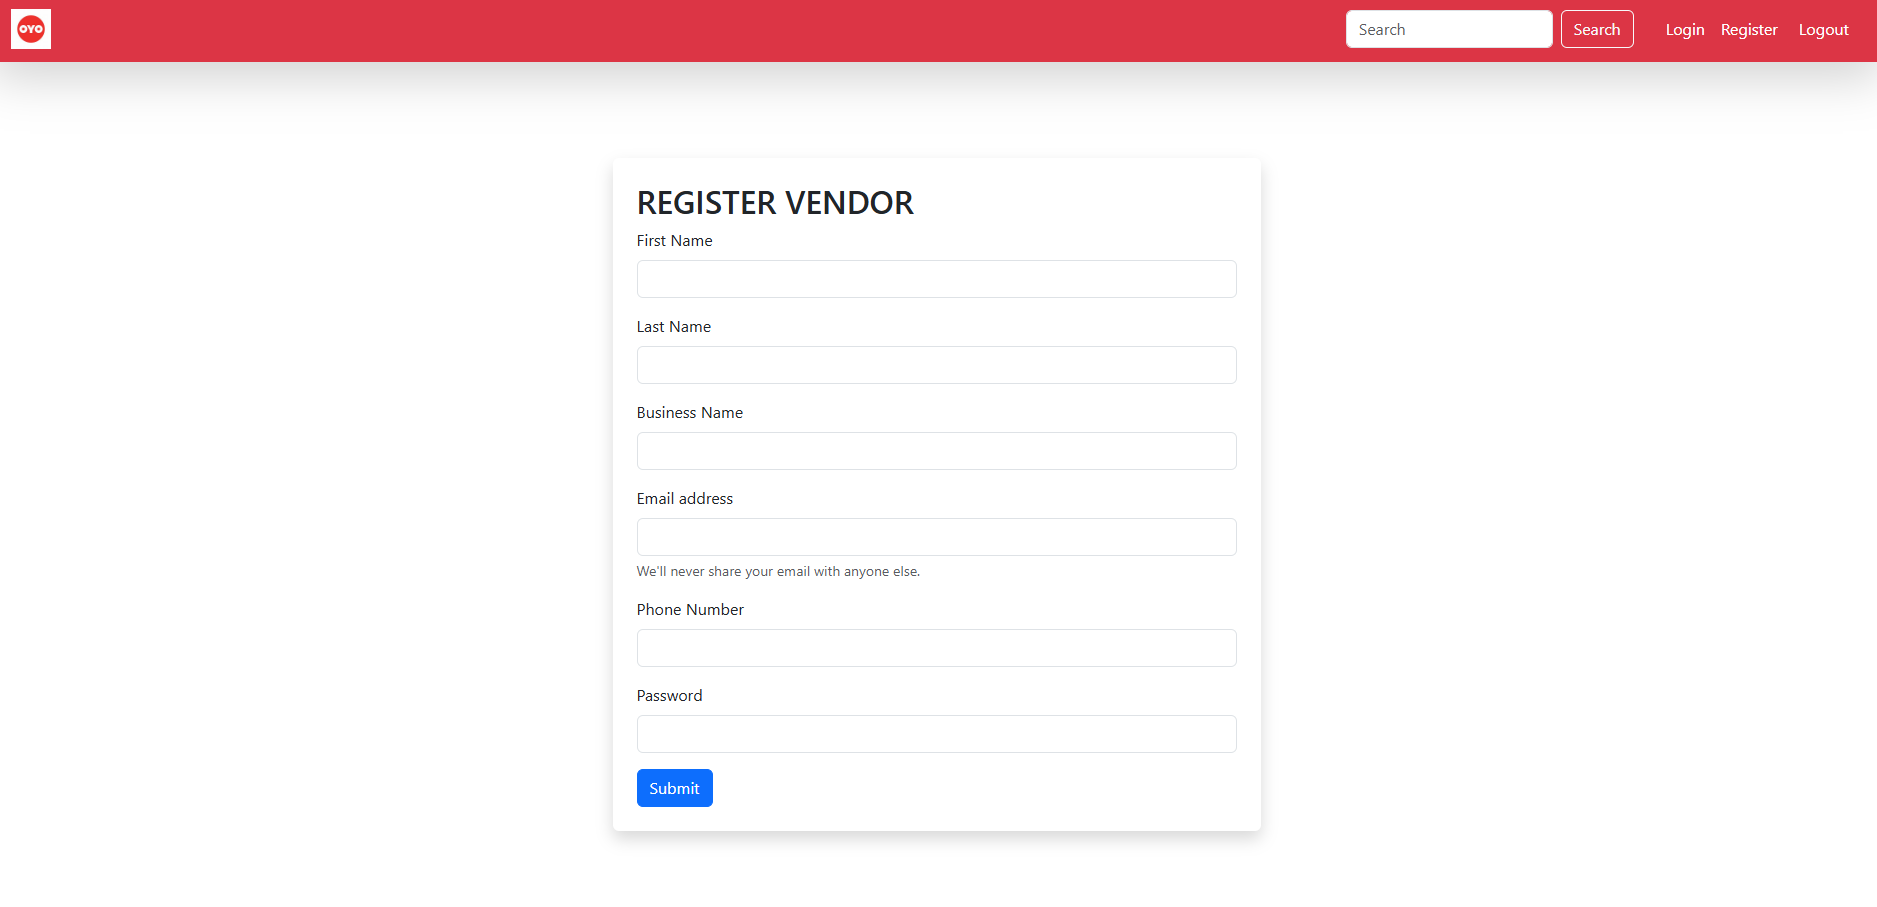 OYO Search Search Login Register Logout
REGISTER VENDOR
First Name
Last Name
Business Name
Email address
We'll never share your email with anyone else.
Phone Number
Password
Submit